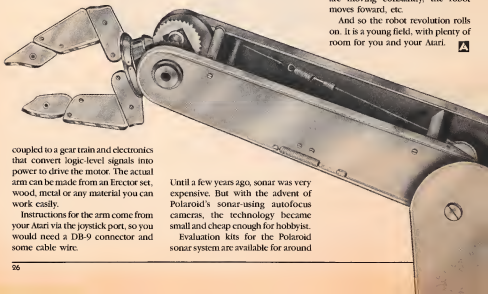 coupled to a gear train and electronics
that convert logic-level signals into
power to drive the motor. The actual
arm can be made from an Erector set,
wood, metal or any material you can
work easily.
Instructions for the arm come from
your Atari via the joystick port, so you
would need a DB-9 connector and
some cable wire.
Until a few years ago, sonar was very
expensive. But with the advent of
Polaroid's sonar-using autofocus
cameras, the technology became
small and cheap enough for hobbyist.
Evaluation kits for the Polaroid
sonar system are available for around
are moving constantly, the robot
moves foward, etc.
And so the robot revolution rolls
on. It is a young field, with plenty of
room for you and your Atari.
26